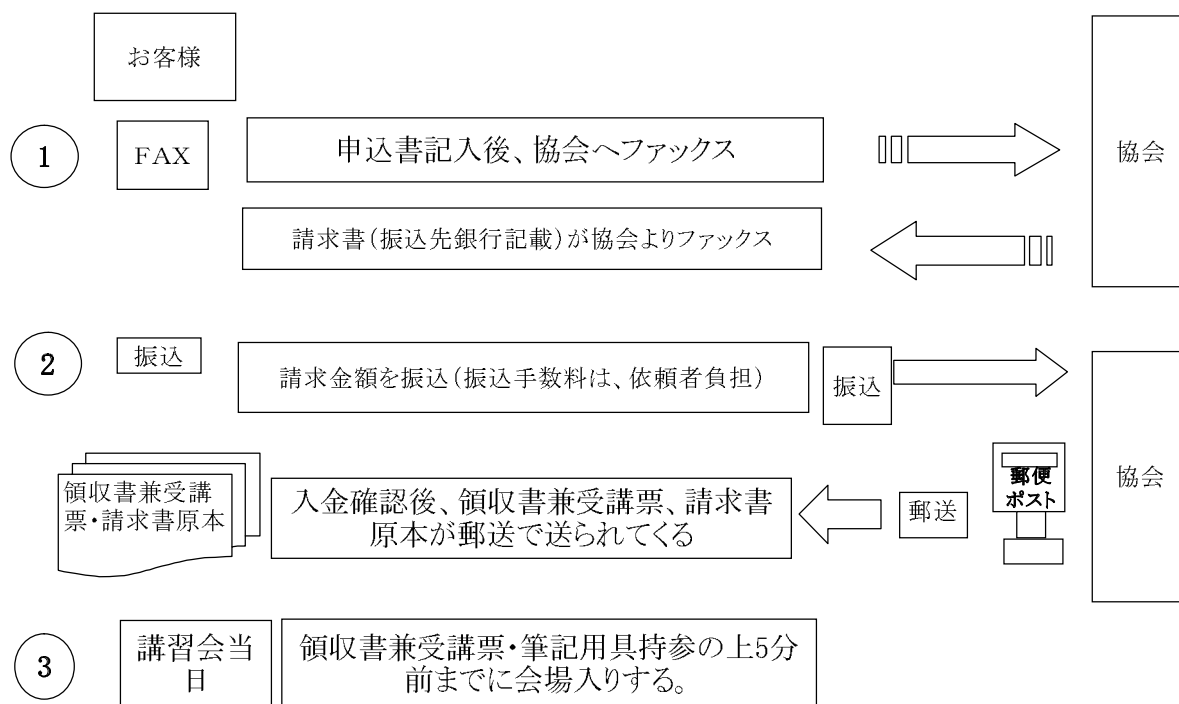 お客様
1
FAX
申込書記入後、協会へファックス
協会
請求書(振込先銀行記載)が協会よりファックス
2
振込
請求金額を振込(振込手数料は、依頼者負担)
振込
協会
領収書兼受講
票・請求書原本
入金確認後、領収書兼受講票、請求書
原本が郵送で送られてくる
郵送
郵便
ポスト
3
講習会当
日
領収書兼受講票・筆記用具持参の上5分
前までに会場入りする。